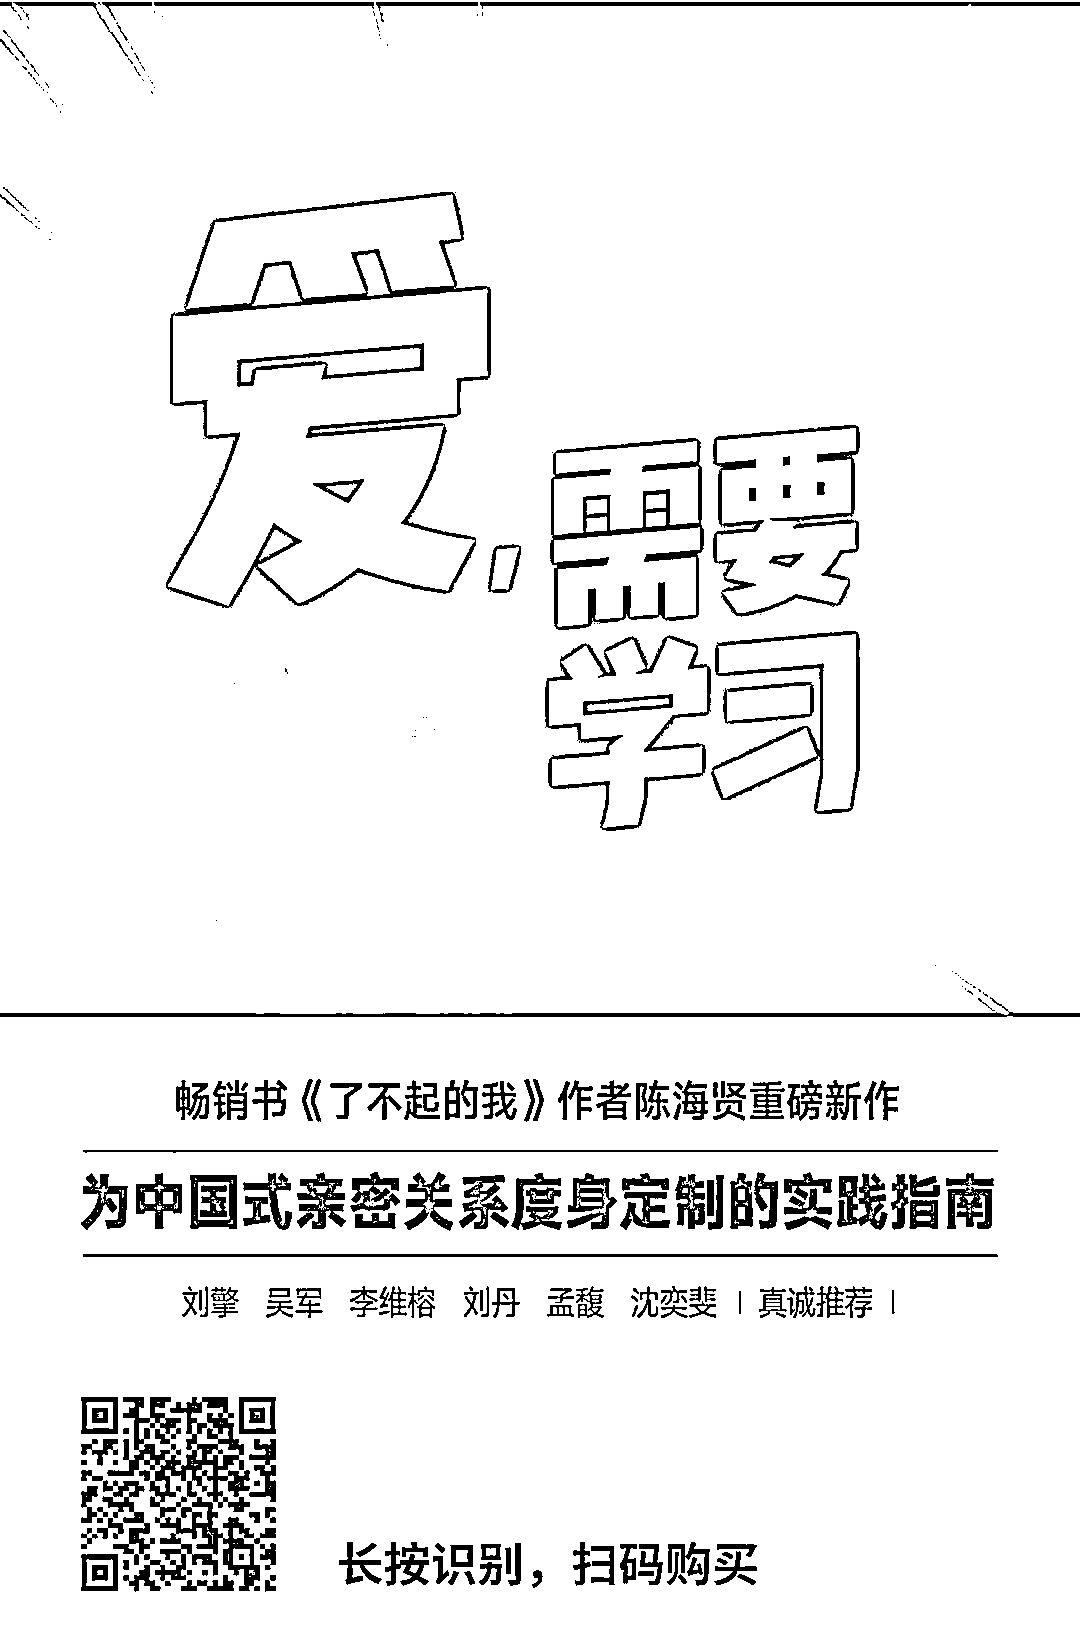 爱,
需要
学习
畅销书《了不起的我》作者陈海贤重磅新作
为中国式亲密关系度身定制的实践指南
刘擎 吴军 李维榕 刘丹 孟馥 沈奕斐 | 真诚推荐 |
长按识别，扫码购买